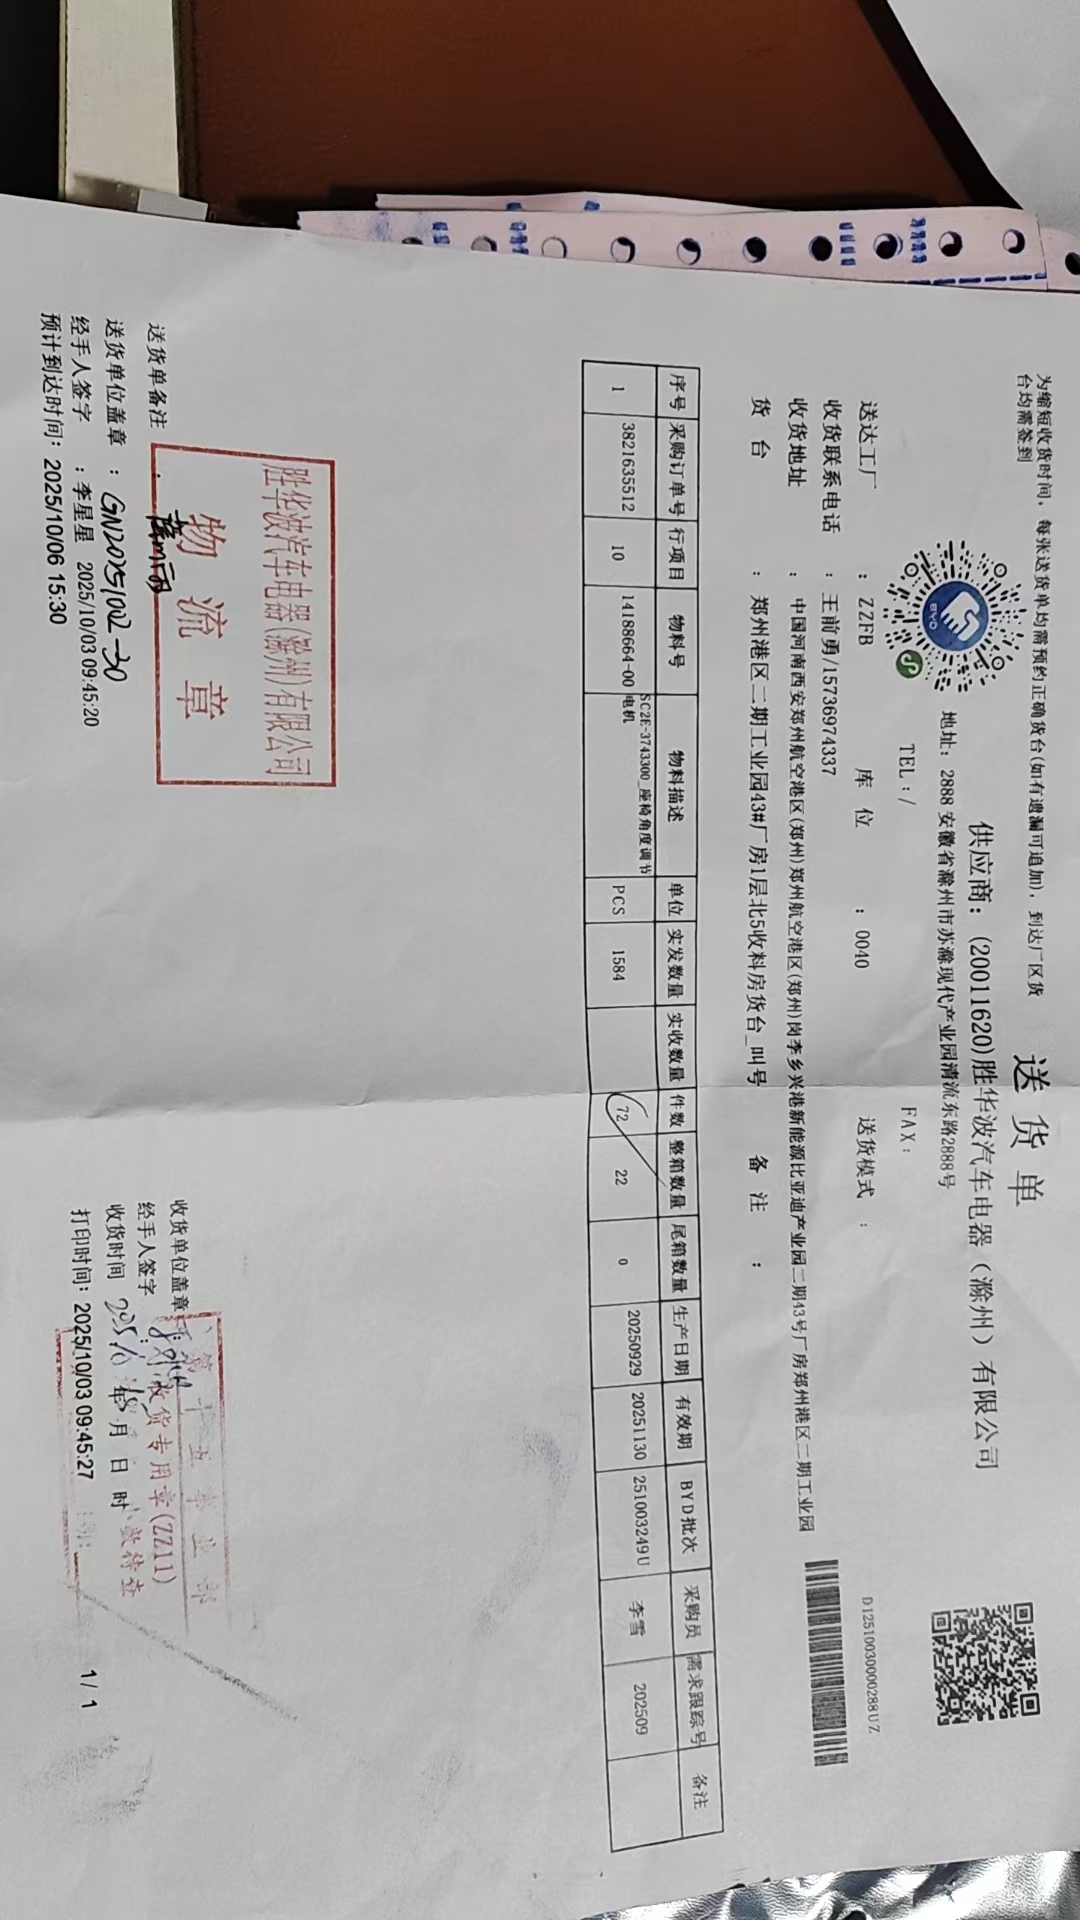 为缩短收货时间，每张送货单均需预约正确货台(如有遗漏可追加)，到达厂区货
台均需签到
送货单
BYD
供应商：(20011620)胜华波汽车电器（滁州）有限公司
地址：2888 安徽省滁州市苏滁现代产业园清流东路2888号
TEL：/ FAX：
D1251003000288UZ
送达工厂 ： ZZFB 库 位 ： 0040 送货模式 ：
收货联系电话 ： 王前勇/15736974337
收货地址 ： 中国河南西安郑州航空港区(郑州)郑州航空港区(郑州)岗李乡兴港新能源比亚迪产业园二期43号厂房郑州港区二期工业园
货 台 ： 郑州港区二期工业园43#厂房1层北5收料房货台_叫号 备 注 ：
序号 采购订单号 行项目 物料号 物料描述 单位 实发数量 实收数量 件数 整箱数量 尾箱数量 生产日期 有效期 BYD批次 采购员 需求跟踪号 备注
1 3821635512 10 14188664-00 SC2E-3743300_座椅角度调节电机 PCS 1584 72 22 0 20250929 20251130 251003249U 李雪 202509
胜华波汽车电器(滁州)有限公司
物流章
送货单备注 ：
送货单位盖章 ： GN20251002-30
经手人签字 ： 李星星 2025/10/03 09:45:20
预计到达时间：2025/10/06 15:30
第十五事业部
收货专用章(ZZ11)
数待查
收货单位盖章：
经手人签字：
收货时间 2025/10 年 月 日 时
打印时间：2025/10/03 09:45:27
1/ 1